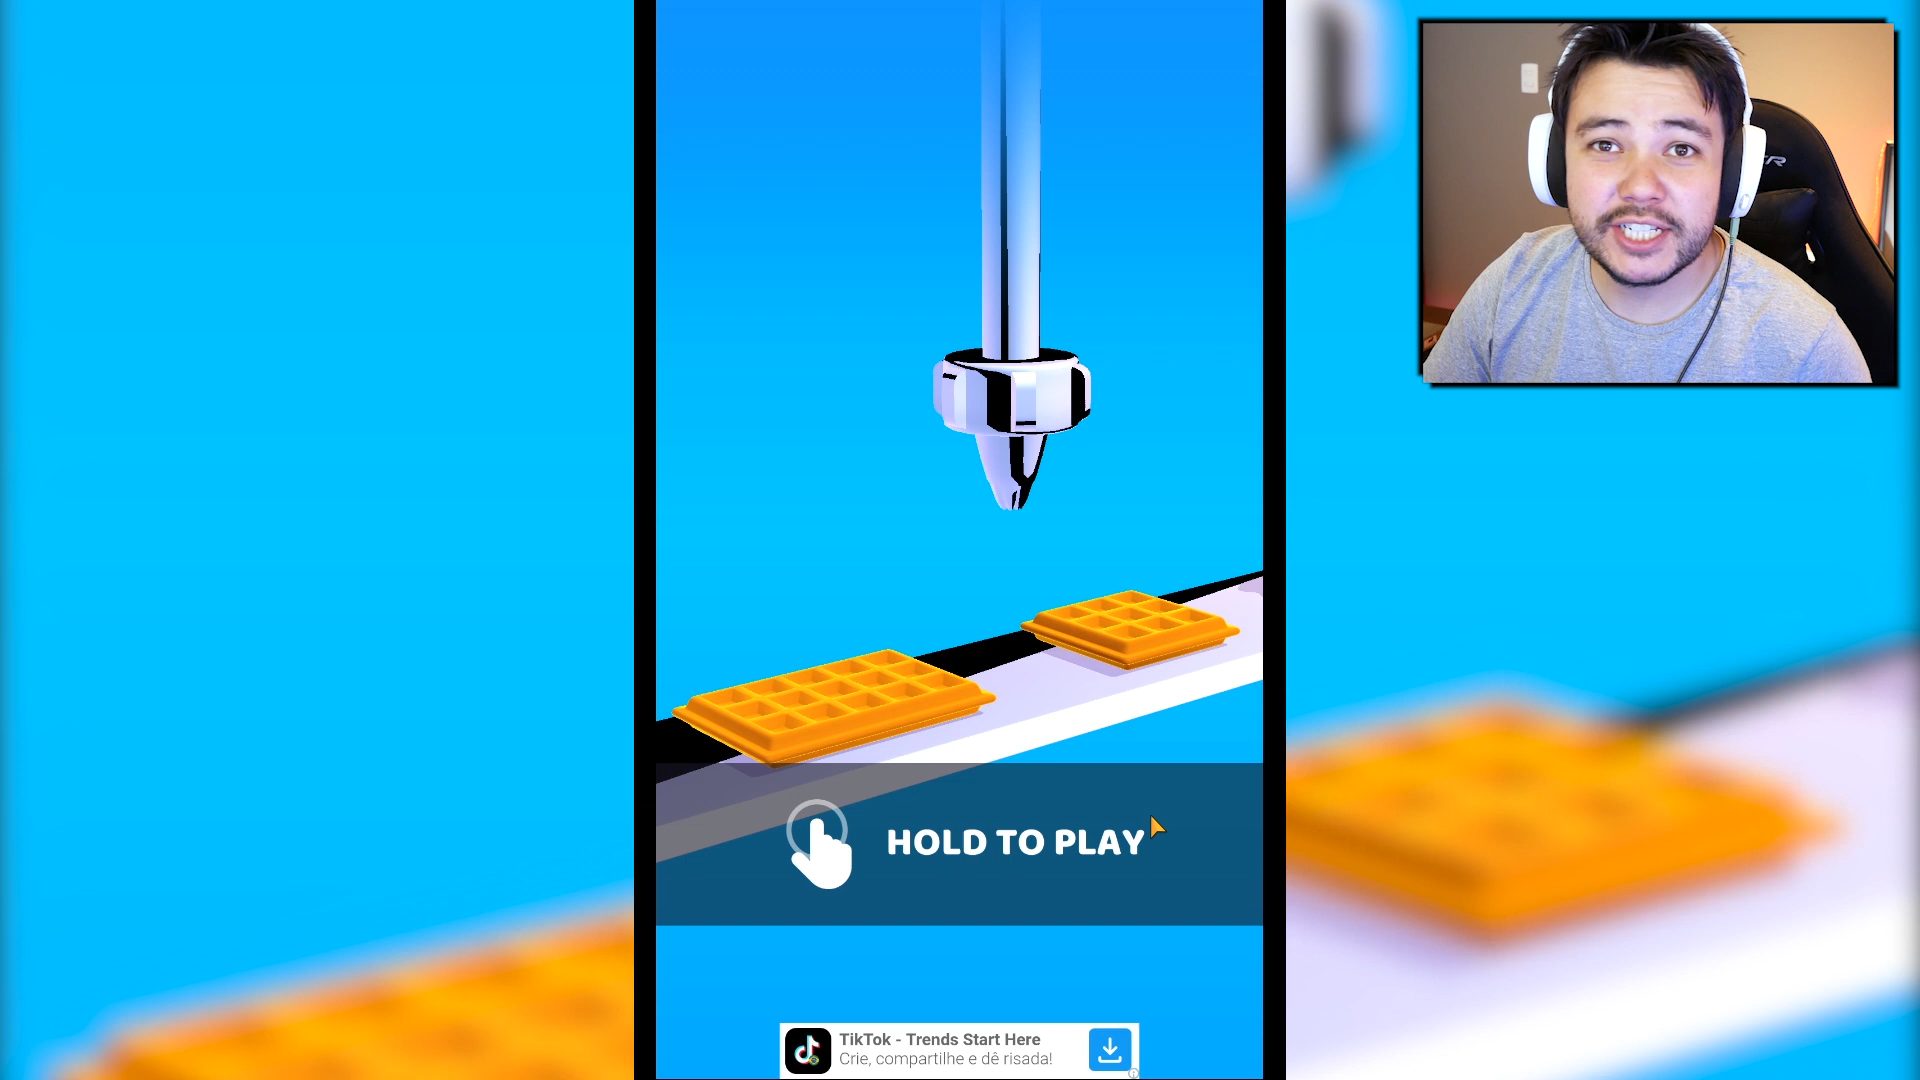 HOLD TO PLAY
TikTok - Trends Start Here
Crie, compartilhe e dê risada!